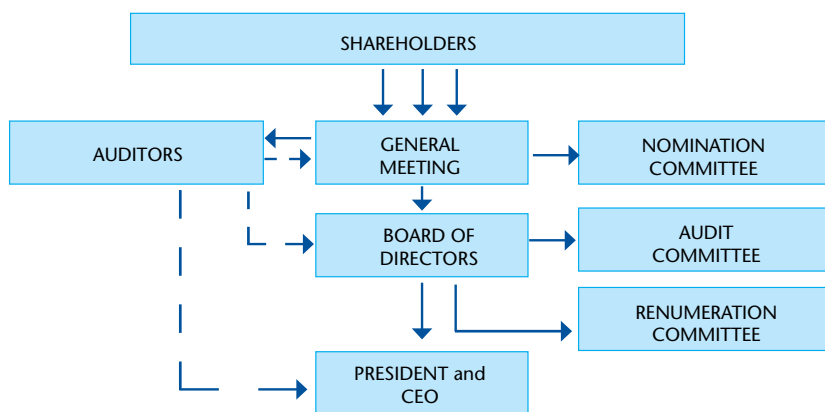 SHAREHOLDERS
AUDITORS
GENERAL
MEETING
NOMINATION
COMMITTEE
BOARD OF
DIRECTORS
AUDIT
COMMITTEE
RENUMERATION
COMMITTEE
PRESIDENT and
CEO